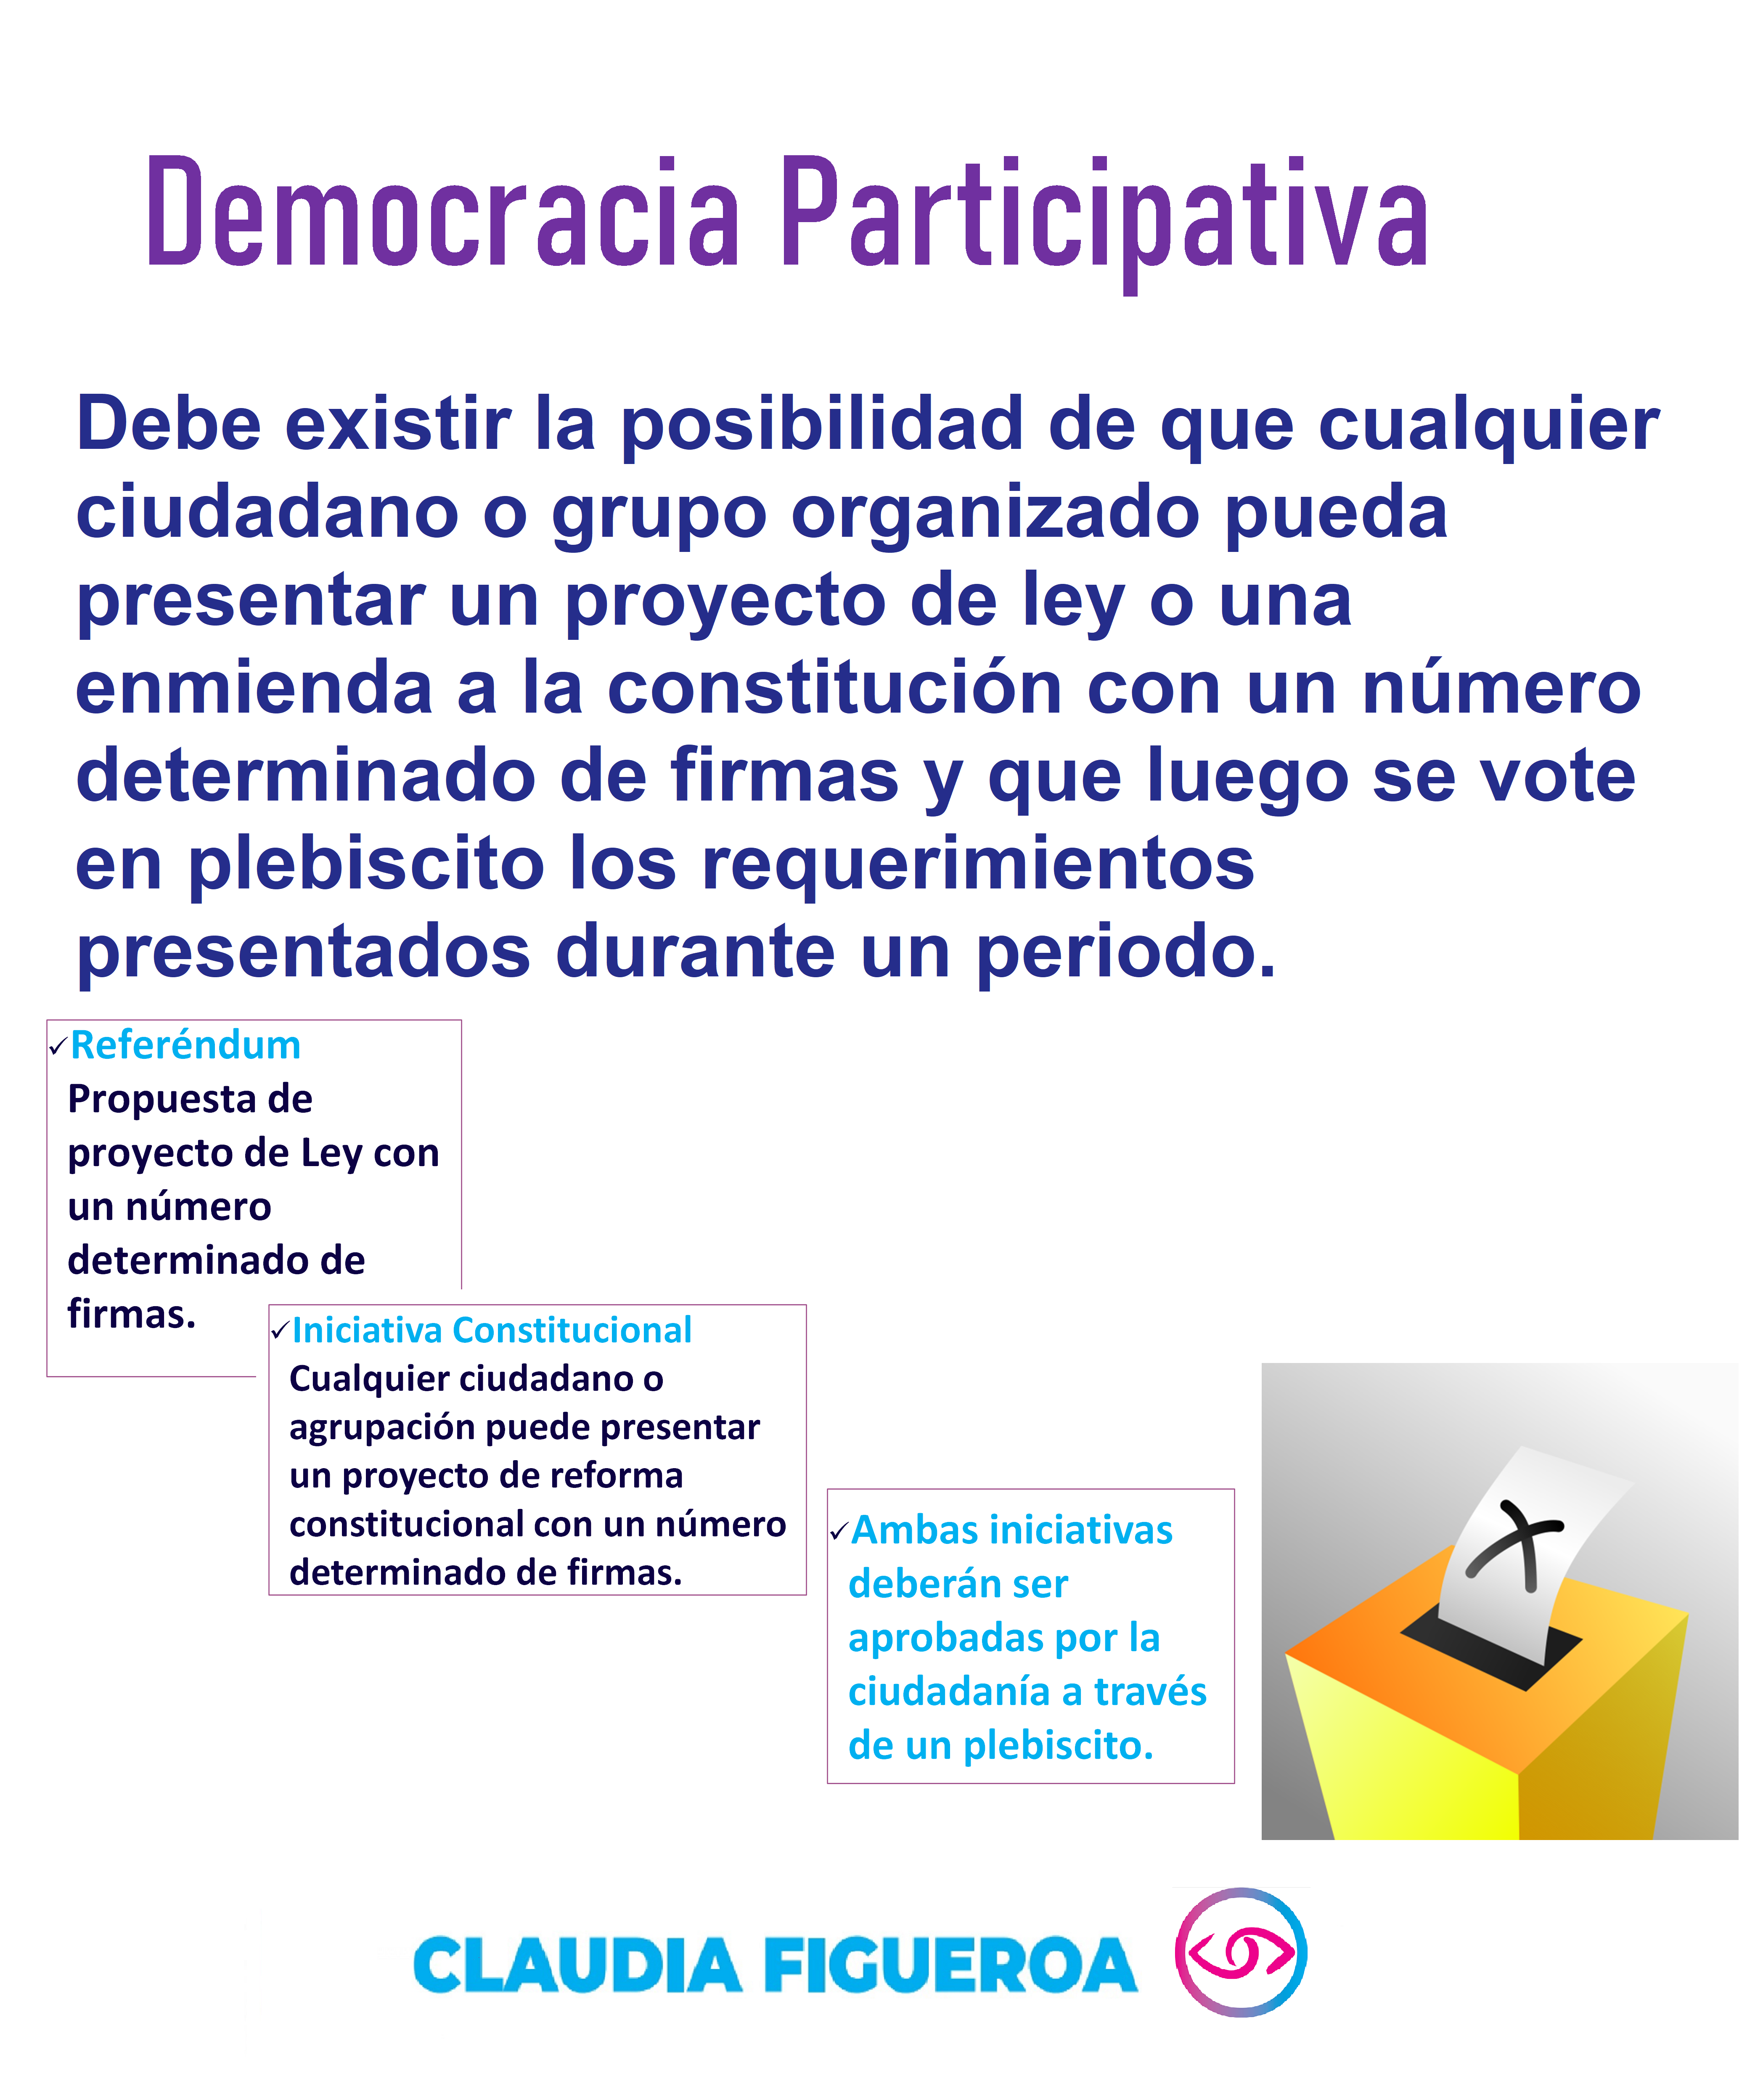 Democracia Participativa
Debe existir la posibilidad de que cualquier
ciudadano o grupo organizado pueda
presentar un proyecto de ley o una
enmienda a la constitución con un número
determinado de firmas y que luego se vote
en plebiscito los requerimientos
presentados durante un periodo.
✓Referéndum
Propuesta de
proyecto de Ley con
un número
determinado de
firmas.
✓Iniciativa Constitucional
Cualquier ciudadano o
agrupación puede presentar
un proyecto de reforma
constitucional con un número
determinado de firmas.
✓Ambas iniciativas
deberán ser
aprobadas por la
ciudadanía a través
de un plebiscito.
CLAUDIA FIGUEROA